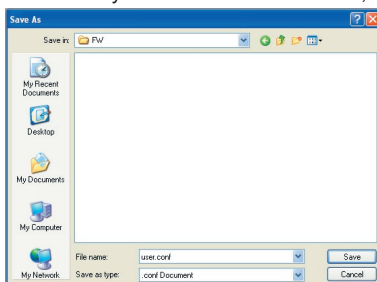 Save As
Save in: FW
My Recent
Documents
Desktop
My Documents
My Computer
My Network
File name: user.conf
Save as type: .conf Document
Save
Cancel